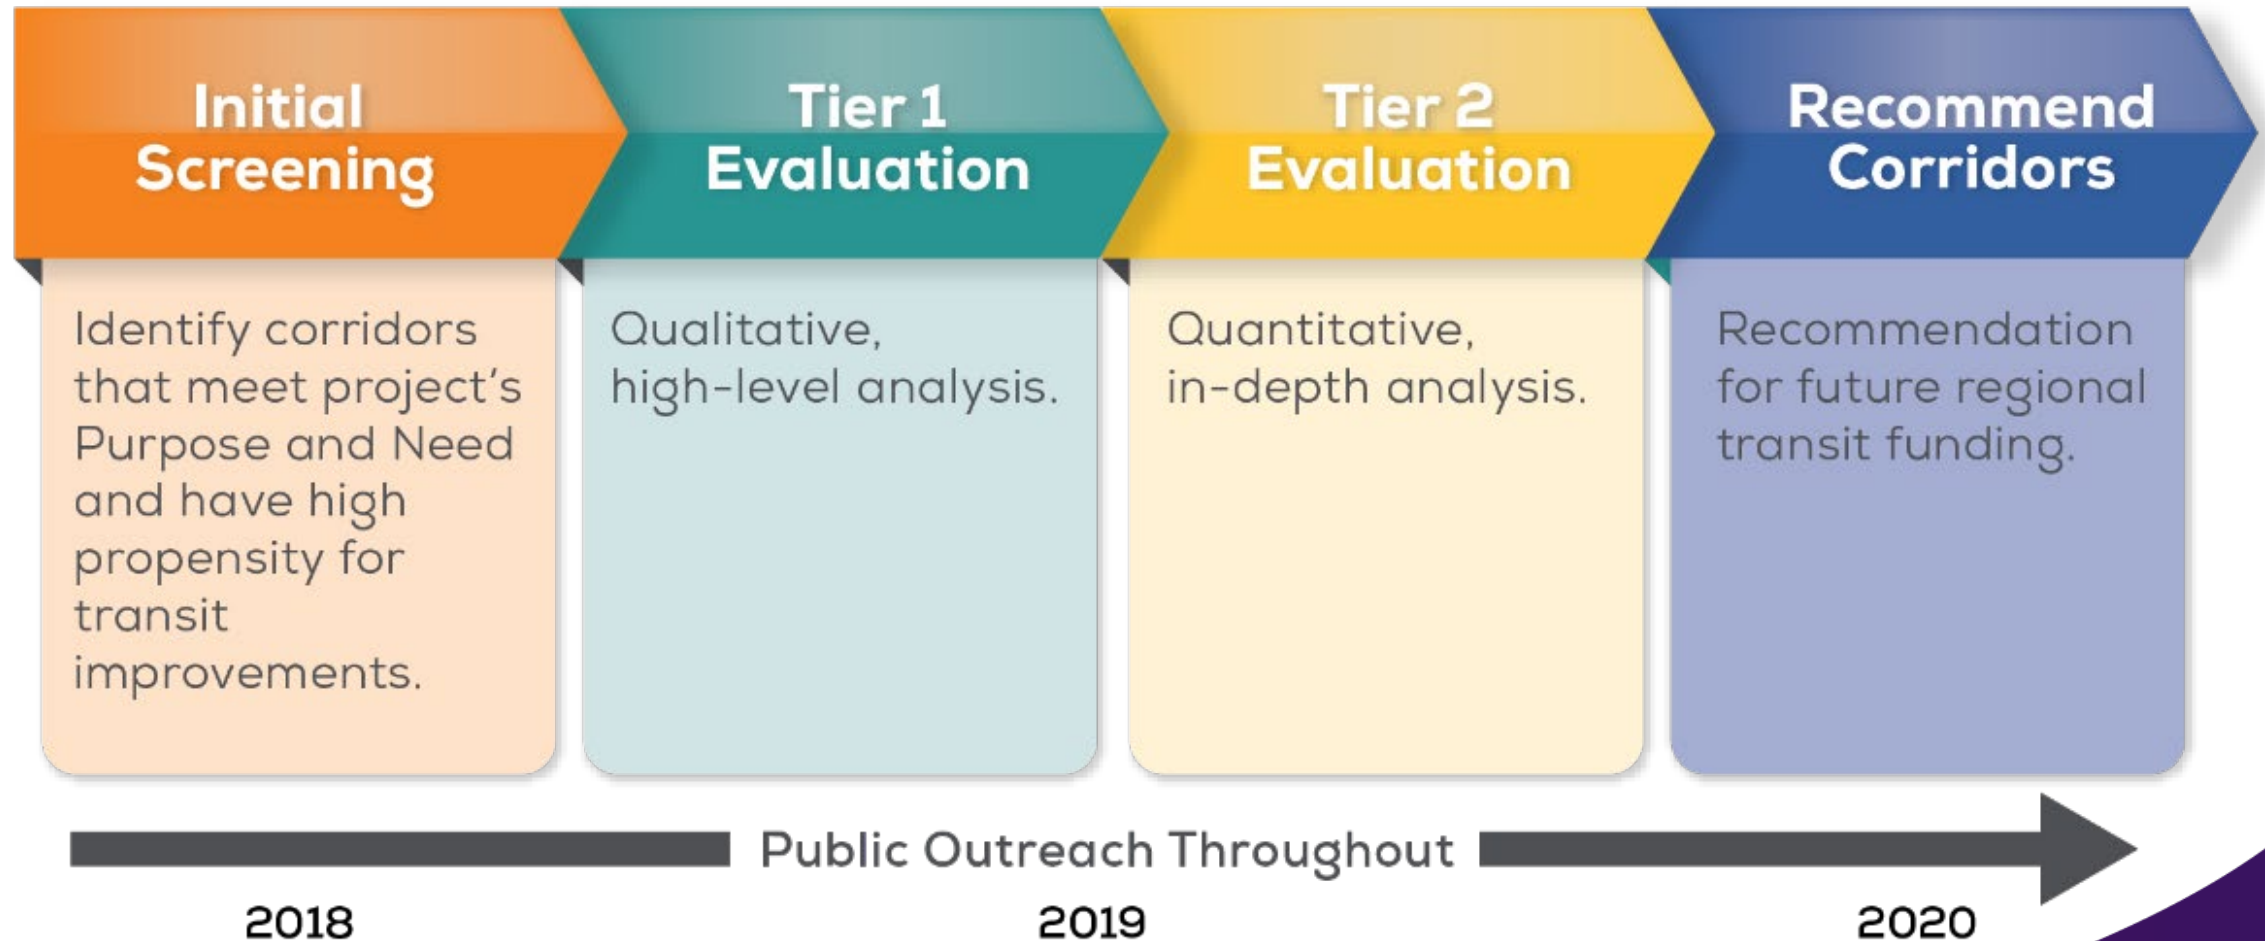 Initial
Screening
Identify corridors
that meet project's
Purpose and Need
and have high
propensity for
transit
improvements.
Tier 1
Evaluation
Qualitative,
high-level analysis.
Tier 2
Evaluation
Quantitative,
in-depth analysis.
Recommend
Corridors
Recommendation
for future regional
transit funding.
Public Outreach Throughout
2018
2019
2020